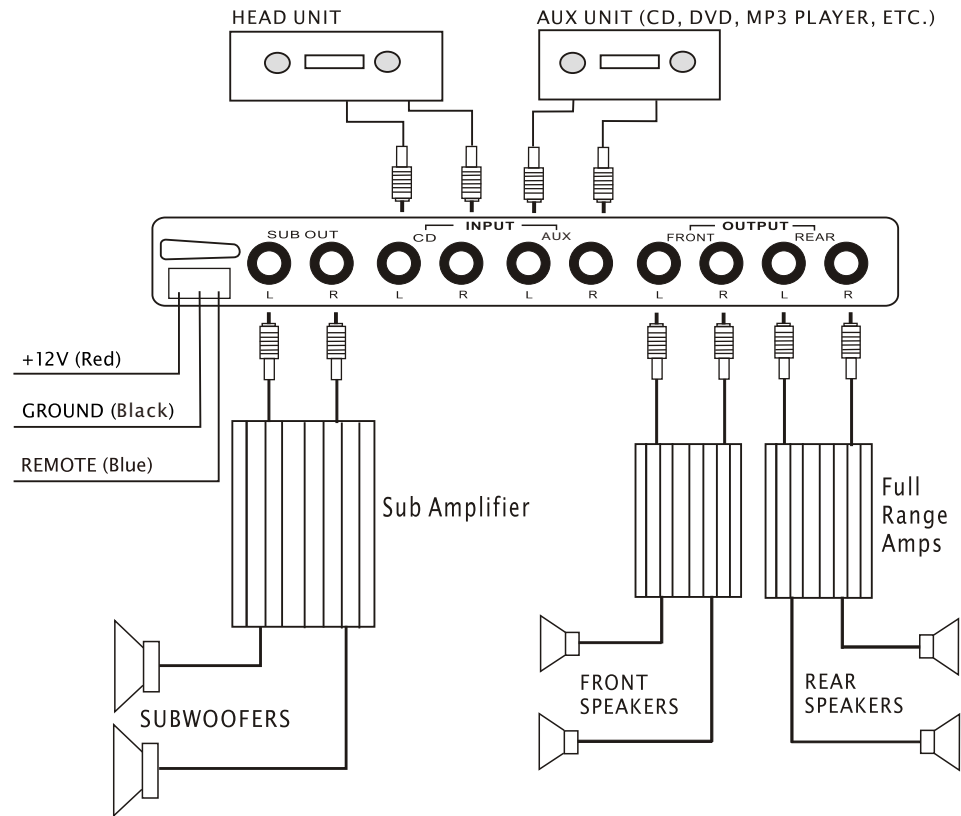 HEAD UNIT
AUX UNIT (CD, DVD, MP3 PLAYER, ETC.)
SUB OUT
INPUT
CD
AUX
OUTPUT
FRONT
REAR
L R L R L R L R L R
+12V (Red)
GROUND (Black)
REMOTE (Blue)
Sub Amplifier
Full
Range
Amps
SUBWOOFERS
FRONT
SPEAKERS
REAR
SPEAKERS